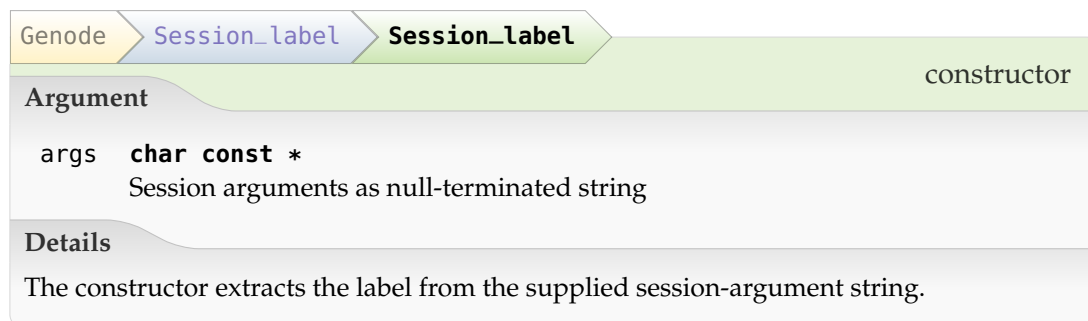 Genode Session_label Session_label
constructor
Argument
args char const *
Session arguments as null-terminated string
Details
The constructor extracts the label from the supplied session-argument string.